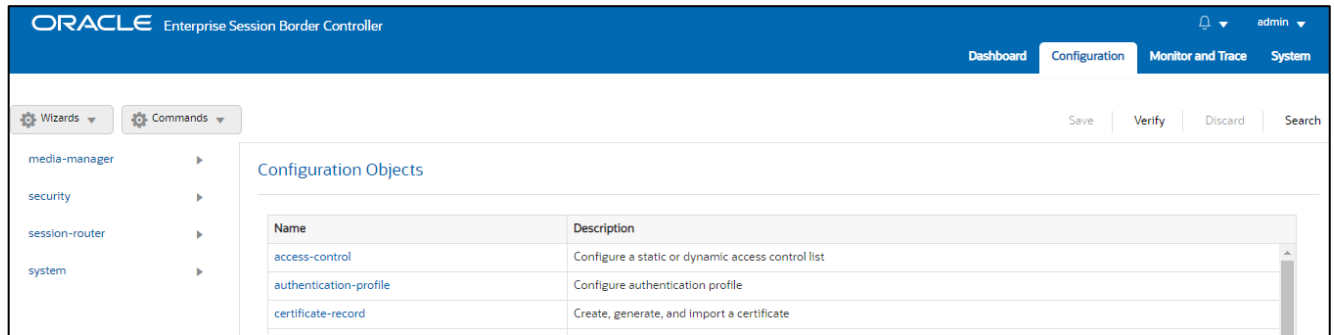 ORACLE Enterprise Session Border Controller
admin
Dashboard Configuration Monitor and Trace System
Wizards Commands Save Verify Discard Search
media-manager
security
session-router
system
Configuration Objects
Name Description
access-control Configure a static or dynamic access control list
authentication-profile Configure authentication profile
certificate-record Create, generate, and import a certificate